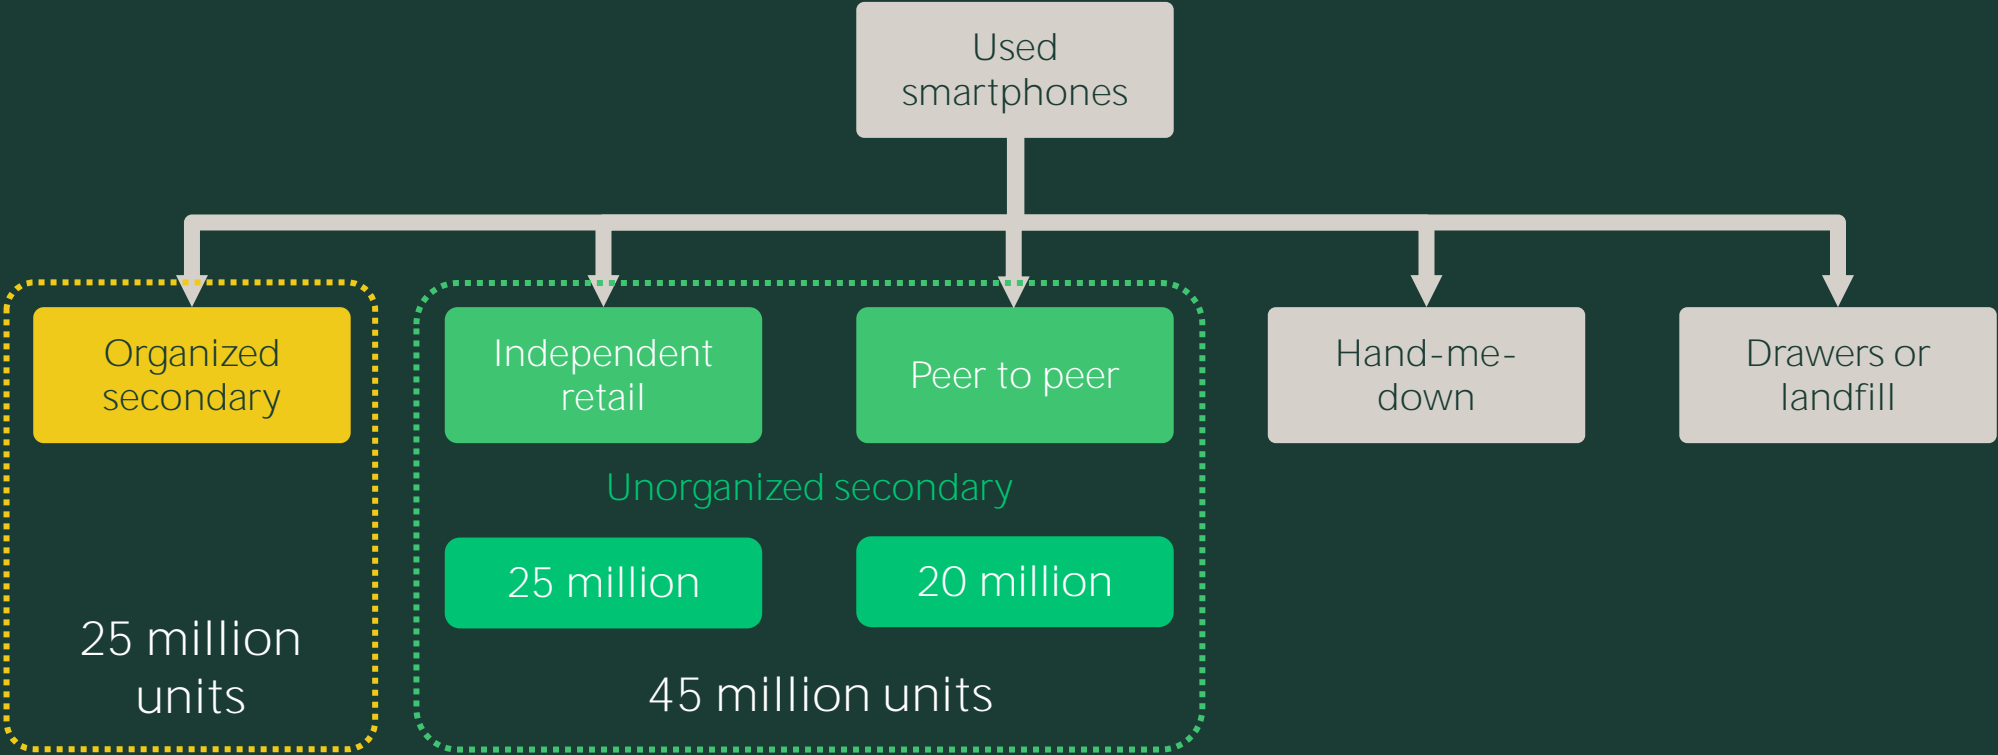 Used
smartphones
Organized
secondary
Independent
retail
Peer to peer
Hand-me-
down
Drawers or
landfill
Unorganized secondary
25 million
20 million
25 million
units
45 million units